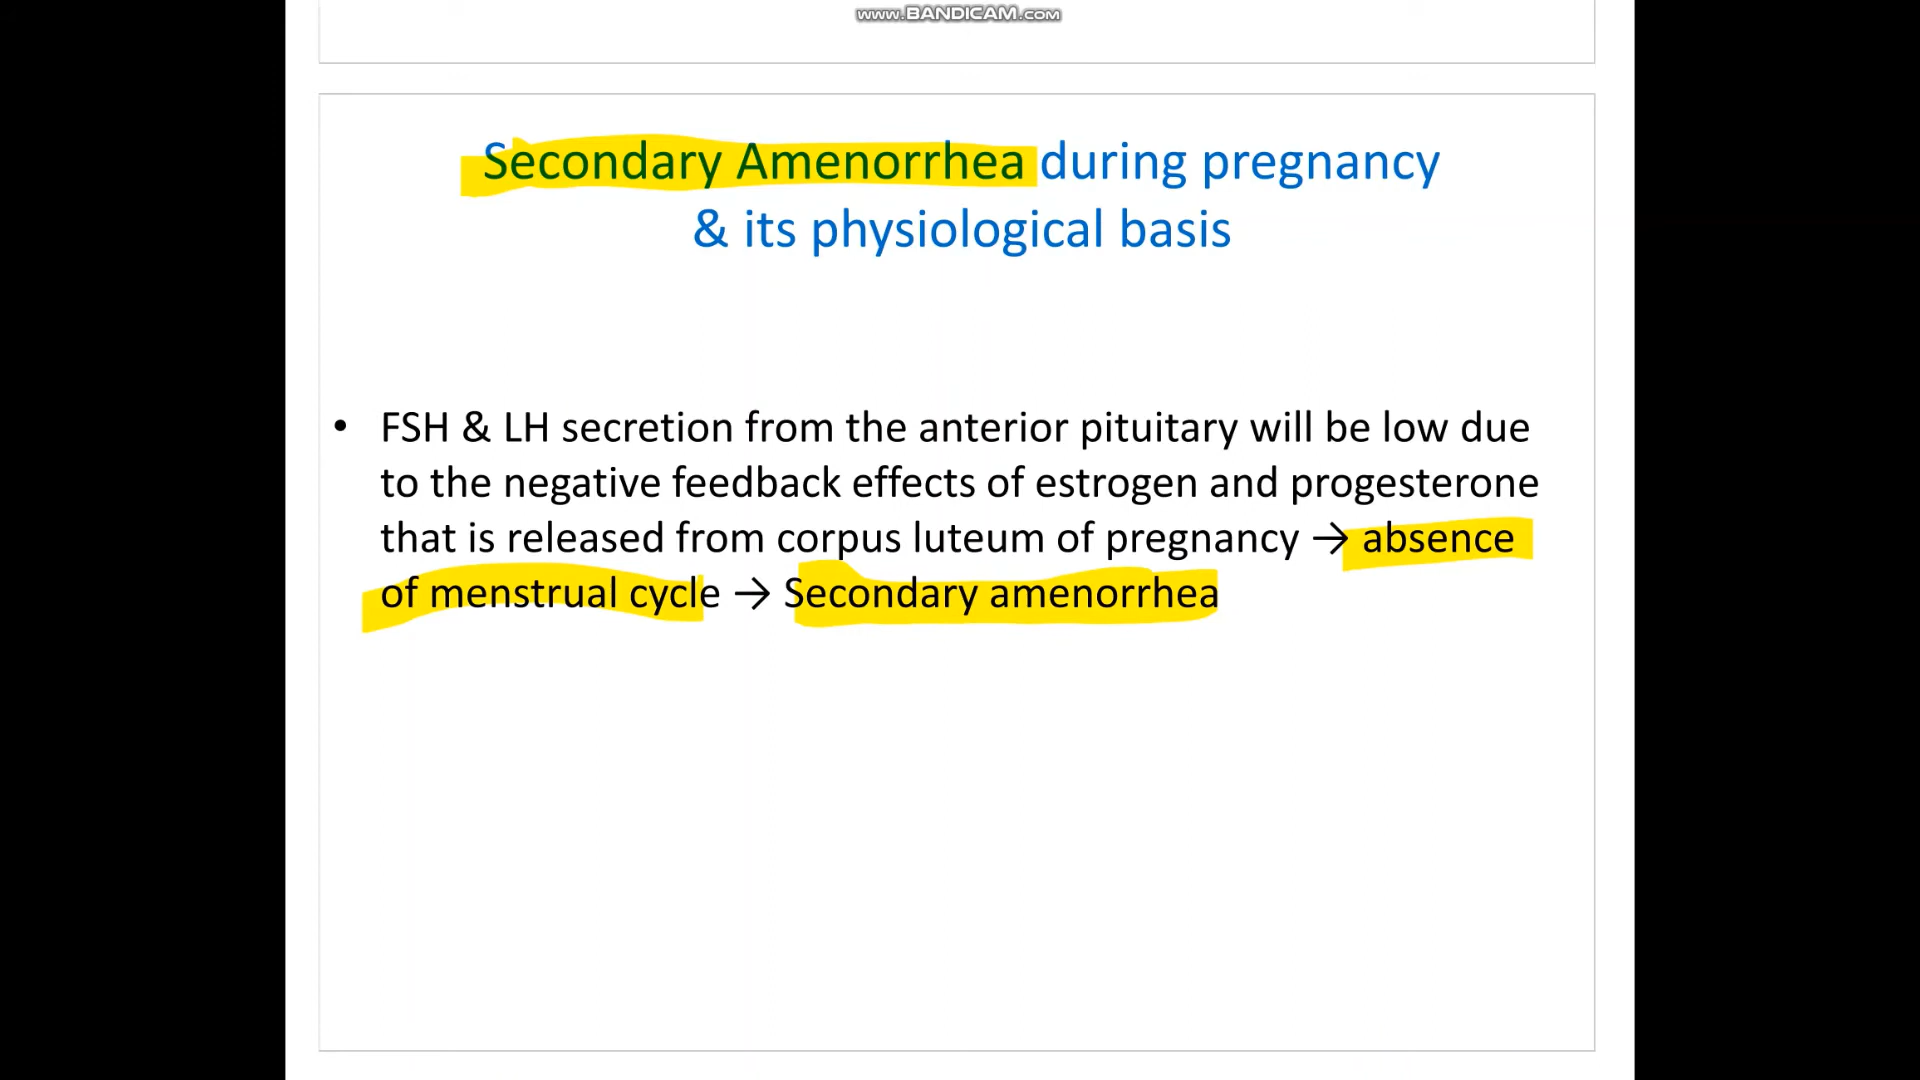 www.BANDICAM.com
Secondary Amenorrhea during pregnancy
& its physiological basis
• FSH & LH secretion from the anterior pituitary will be low due
to the negative feedback effects of estrogen and progesterone
that is released from corpus luteum of pregnancy → absence
of menstrual cycle → Secondary amenorrhea